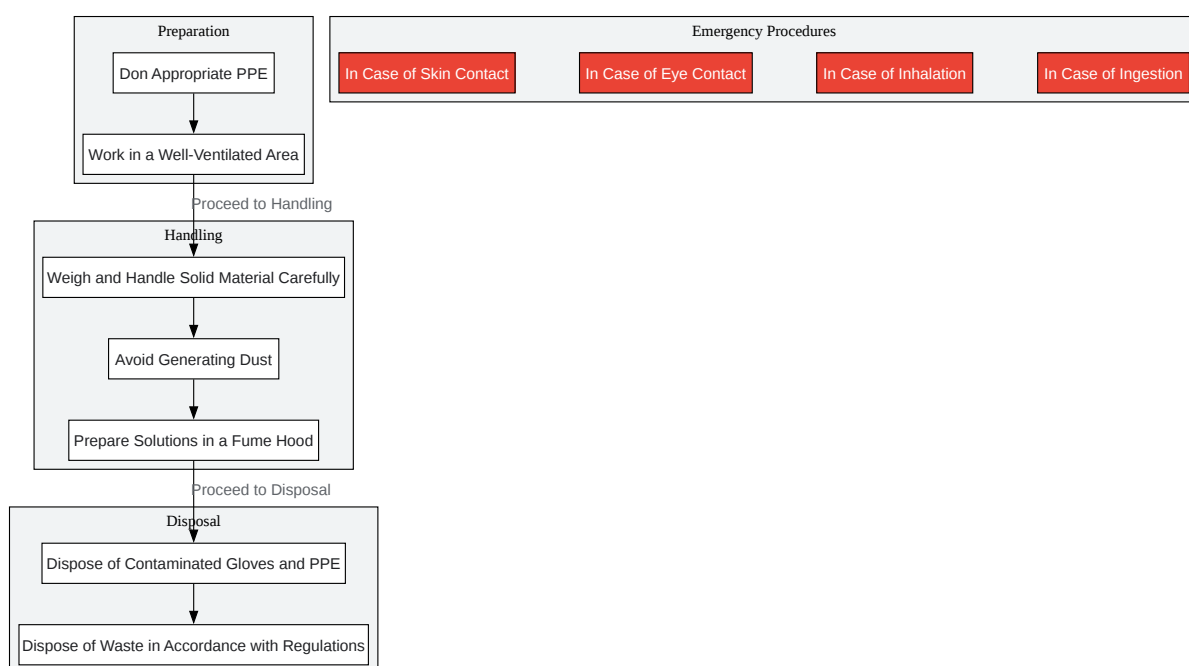 Preparation
Don Appropriate PPE
Work in a Well-Ventilated Area
Proceed to Handling
Handling
Weigh and Handle Solid Material Carefully
Avoid Generating Dust
Prepare Solutions in a Fume Hood
Proceed to Disposal
Disposal
Dispose of Contaminated Gloves and PPE
Dispose of Waste in Accordance with Regulations
Emergency Procedures
In Case of Skin Contact
In Case of Eye Contact
In Case of Inhalation
In Case of Ingestion